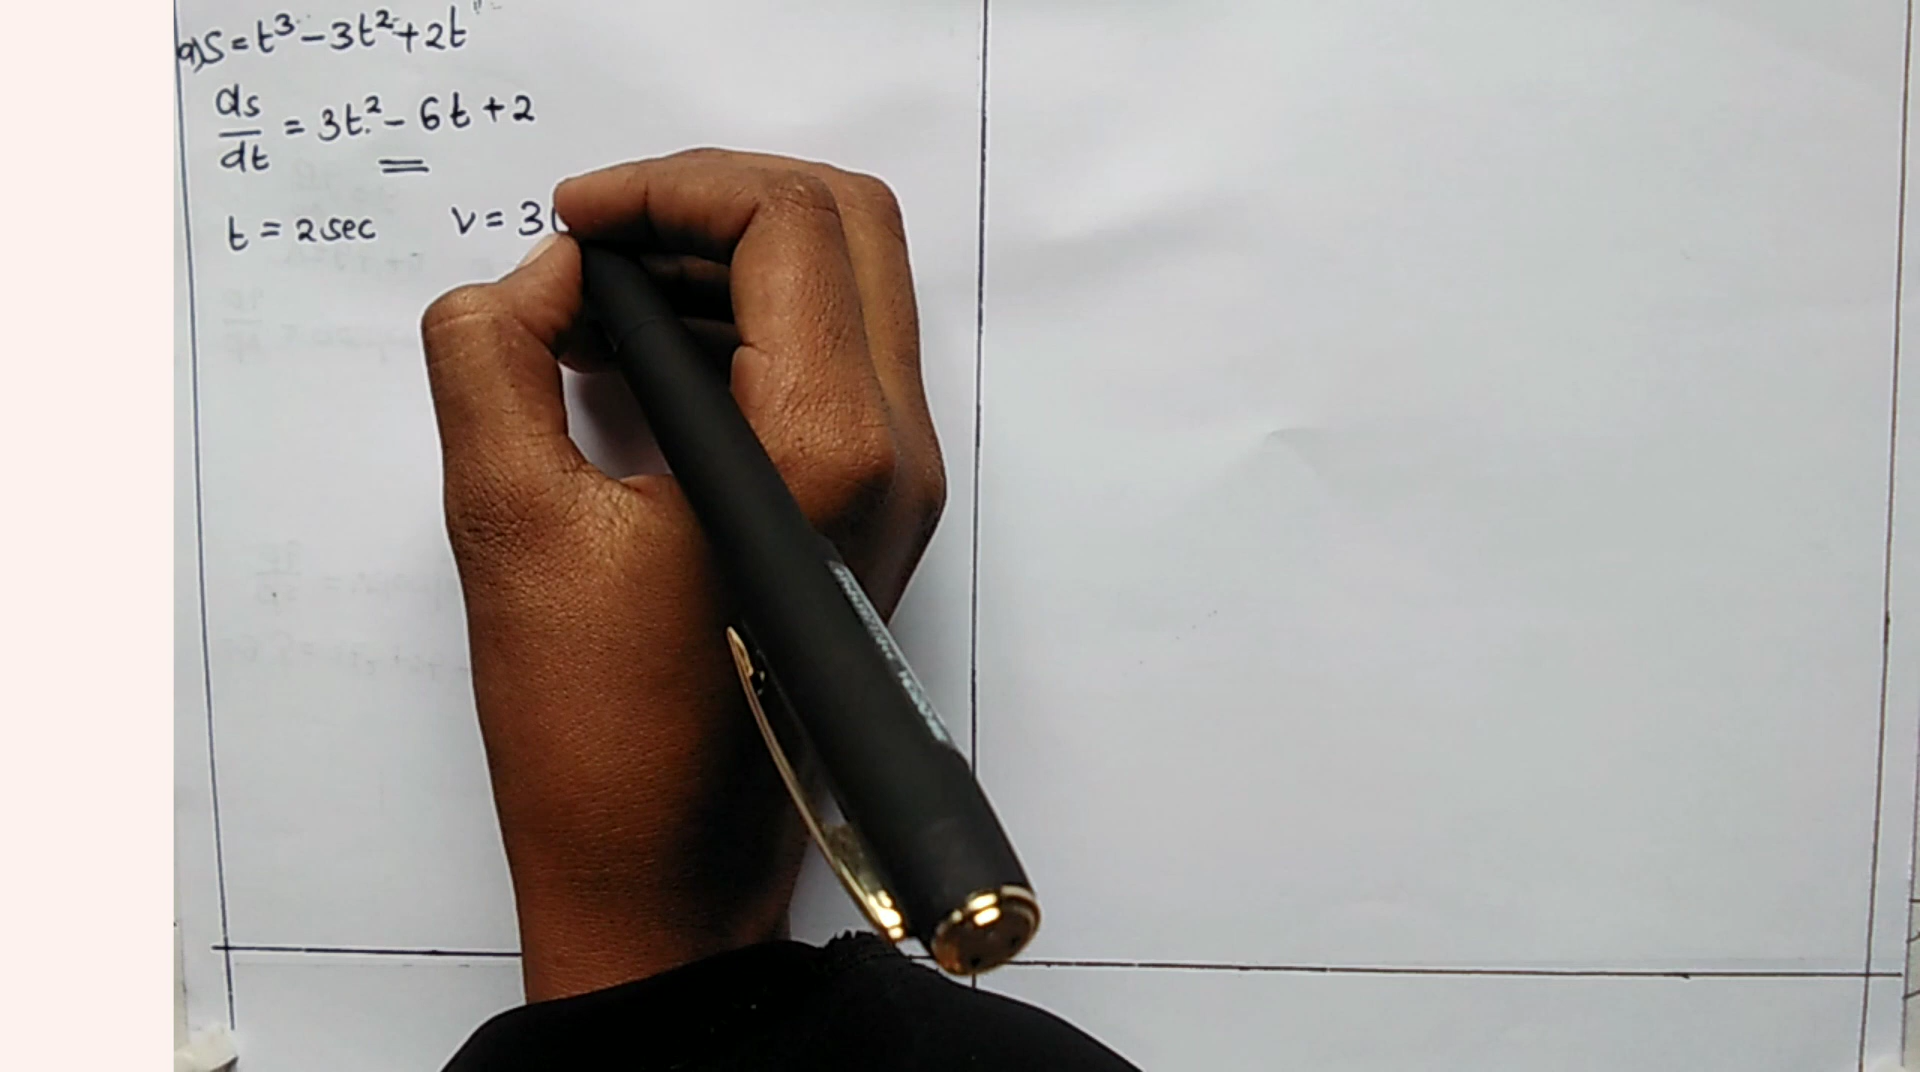 a) S = t³ - 3t² + 2t
ds/dt = 3t² - 6t + 2
t = 2 sec    v = 3(